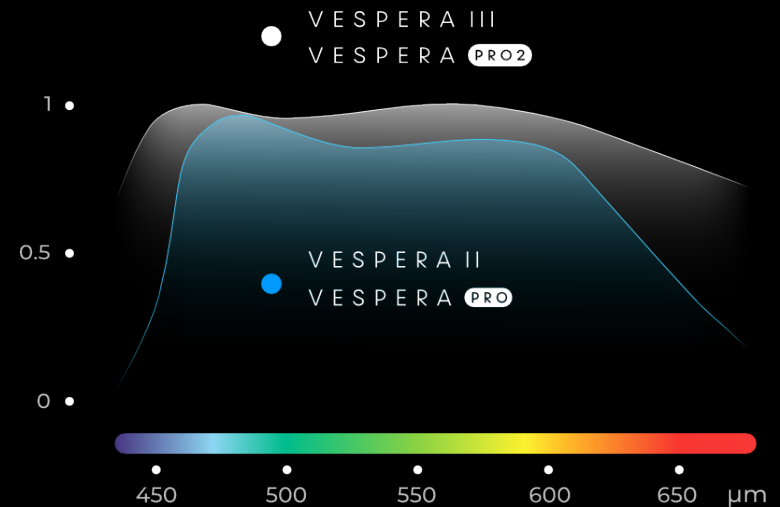 VESPERA III
VESPERA PRO2
1
0.5
VESPERA II
VESPERA PRO
0
450 500 550 600 650 μm